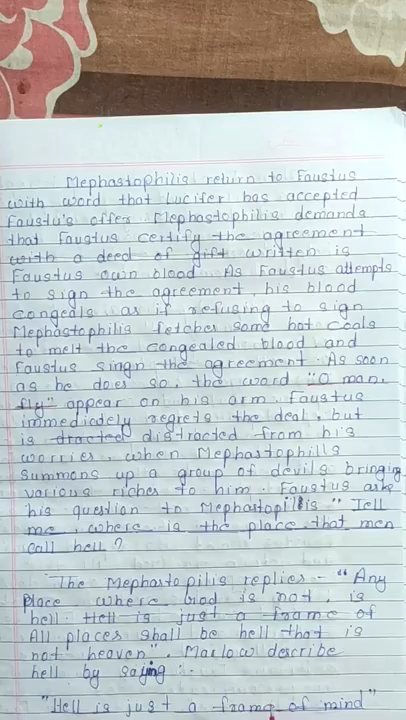 Mephastophilis return to Faustus
with word that Lucifer has accepted
Faustu's offer Mephastophilis demands
that Faustus certify the agreement
with a deed of gift written is
Faustus own blood. As Faustus attempts
to sign the agreement, his blood
congeals as if refusing to sign
Mephastophilis fetches some hot coals
to melt the congealed blood and
Faustus singn the agreement. As soon
as he does so, the word "O man.
fly" appear on his arm. Faustus
immediately regrets the deal, but
is dracted distracted from his
worries, when Mephastophills
summons up a group of devils bringing
various riches to him. Faustus asks
his question to Mephastopilis "Tell
me, where is the place that men
call hell?
The Mephastopilis replies - "Any
Place where God is not, is
hell. Hell is just a frame of
All places shall be hell that is
not heaven". Marlow describe
hell by saying :-
"Hell is just a frame of mind"